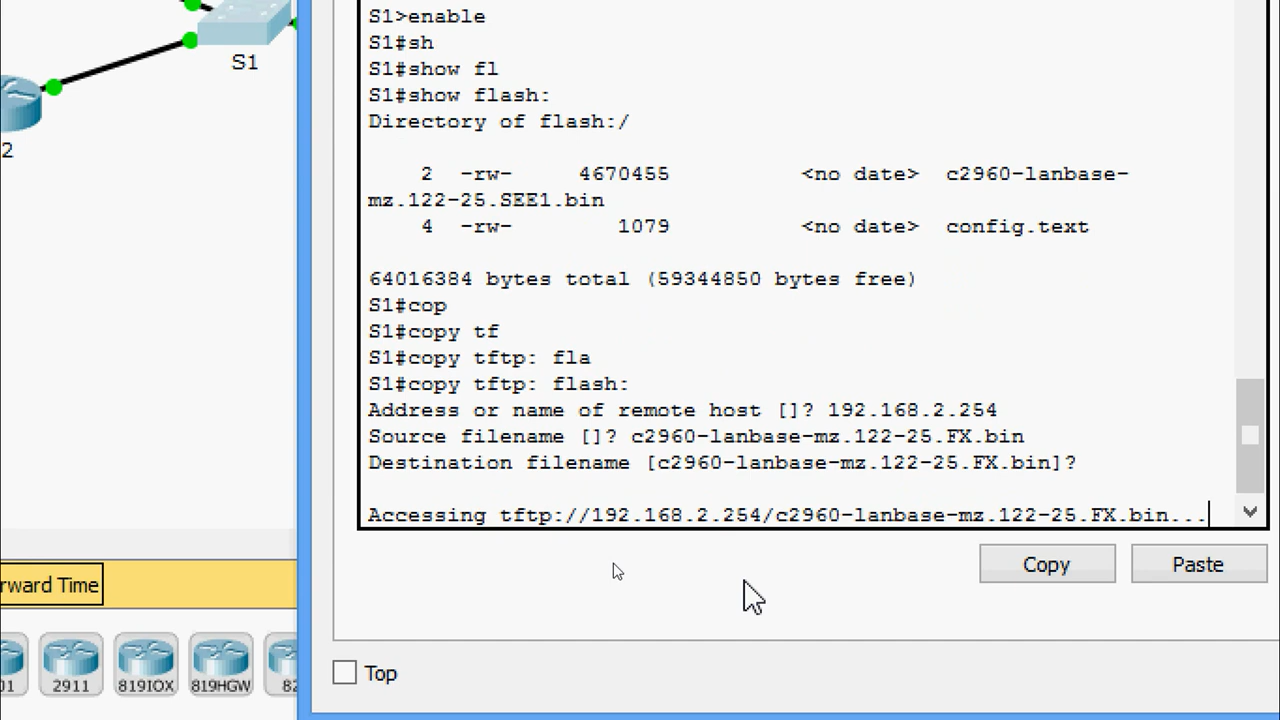 S1>enable
S1#sh
S1#show fl
S1#show flash:
Directory of flash:/
2 -rw- 4670455 <no date> c2960-lanbase-
mz.122-25.SEE1.bin
4 -rw- 1079 <no date> config.text
64016384 bytes total (59344850 bytes free)
S1#cop
S1#copy tf
S1#copy tftp: fla
S1#copy tftp: flash:
Address or name of remote host []? 192.168.2.254
Source filename []? c2960-lanbase-mz.122-25.FX.bin
Destination filename [c2960-lanbase-mz.122-25.FX.bin]?
Accessing tftp://192.168.2.254/c2960-lanbase-mz.122-25.FX.bin...
Copy
Paste
Top
S1
2
rward Time
01
2911
819IOX
819HGW
82